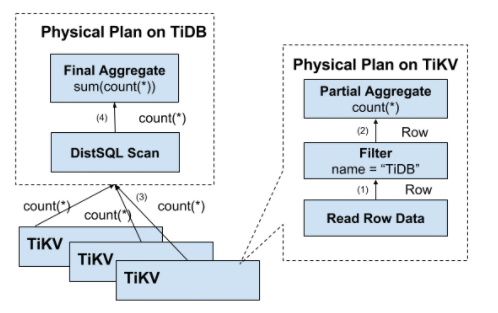 Physical Plan on TiDB
Final Aggregate
sum(count(*))
(4)
count(*)
DistSQL Scan
count(*)
count(*)
(3)
count(*)
TiKV
TiKV
TiKV
Physical Plan on TiKV
Partial Aggregate
count(*)
(2)
Row
Filter
name = “TiDB”
(1)
Row
Read Row Data